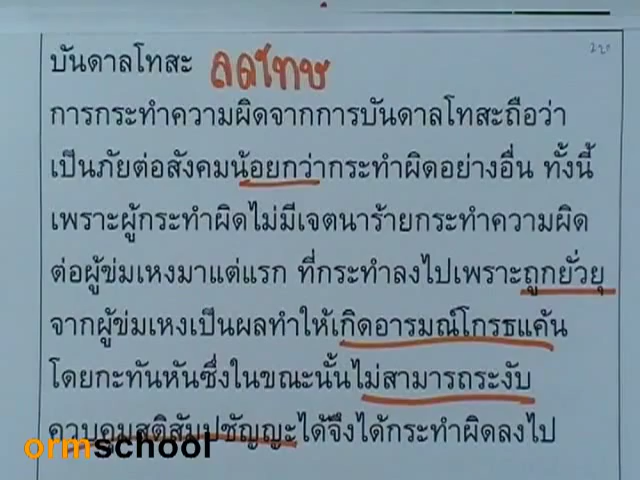 220
บันดาลโทสะ ลดโทษ
การกระทำความผิดจากการบันดาลโทสะถือว่า
เป็นภัยต่อสังคมน้อยกว่ากระทำผิดอย่างอื่น ทั้งนี้
เพราะผู้กระทำผิดไม่มีเจตนาร้ายกระทำความผิด
ต่อผู้ข่มเหงมาแต่แรก ที่กระทำลงไปเพราะถูกยั่วยุ
จากผู้ข่มเหงเป็นผลทำให้เกิดอารมณ์โกรธแค้น
โดยกะทันหันซึ่งในขณะนั้นไม่สามารถระงับ
ควบคุมสติสัมปชัญญะได้จึงได้กระทำผิดลงไป
ormschool